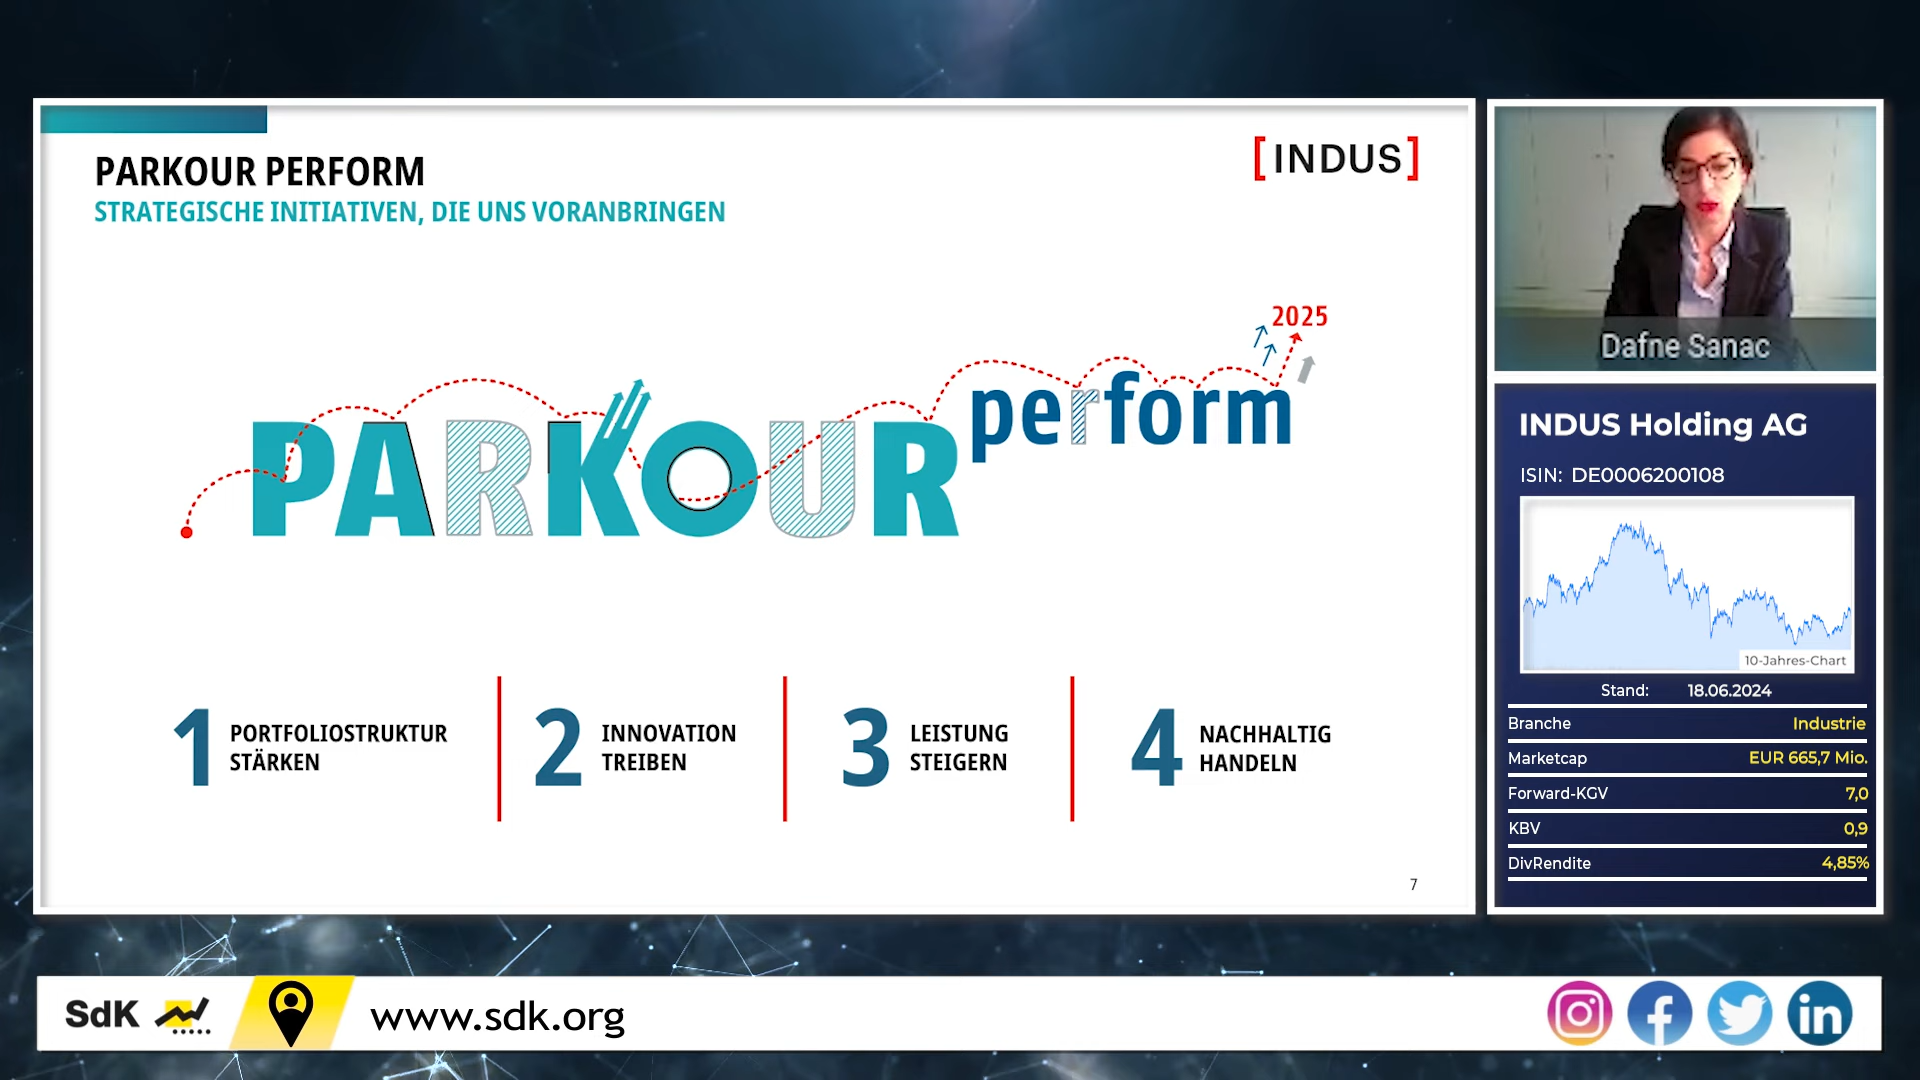 PARKOUR PERFORM
STRATEGISCHE INITIATIVEN, DIE UNS VORANBRINGEN
[INDUS]
2025
PARKOUR perform
1 PORTFOLIOSTRUKTUR
STÄRKEN
2 INNOVATION
TREIBEN
3 LEISTUNG
STEIGERN
4 NACHHALTIG
HANDELN
7
Dafne Sanac
INDUS Holding AG
ISIN: DE0006200108
10-Jahres-Chart
Stand: 18.06.2024
Branche Industrie
Marketcap EUR 665,7 Mio.
Forward-KGV 7,0
KBV 0,9
DivRendite 4,85%
SdK
www.sdk.org